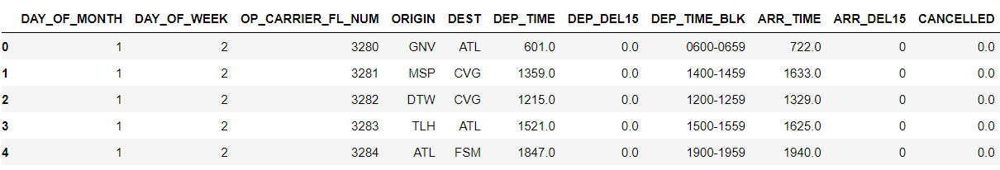 DAY_OF_MONTH DAY_OF_WEEK OP_CARRIER_FL_NUM ORIGIN DEST DEP_TIME DEP_DEL15 DEP_TIME_BLK ARR_TIME ARR_DEL15 CANCELLED
0 1 2 3280 GNV ATL 601.0 0.0 0600-0659 722.0 0 0.0
1 1 2 3281 MSP CVG 1359.0 0.0 1400-1459 1633.0 0 0.0
2 1 2 3282 DTW CVG 1215.0 0.0 1200-1259 1329.0 0 0.0
3 1 2 3283 TLH ATL 1521.0 0.0 1500-1559 1625.0 0 0.0
4 1 2 3284 ATL FSM 1847.0 0.0 1900-1959 1940.0 0 0.0